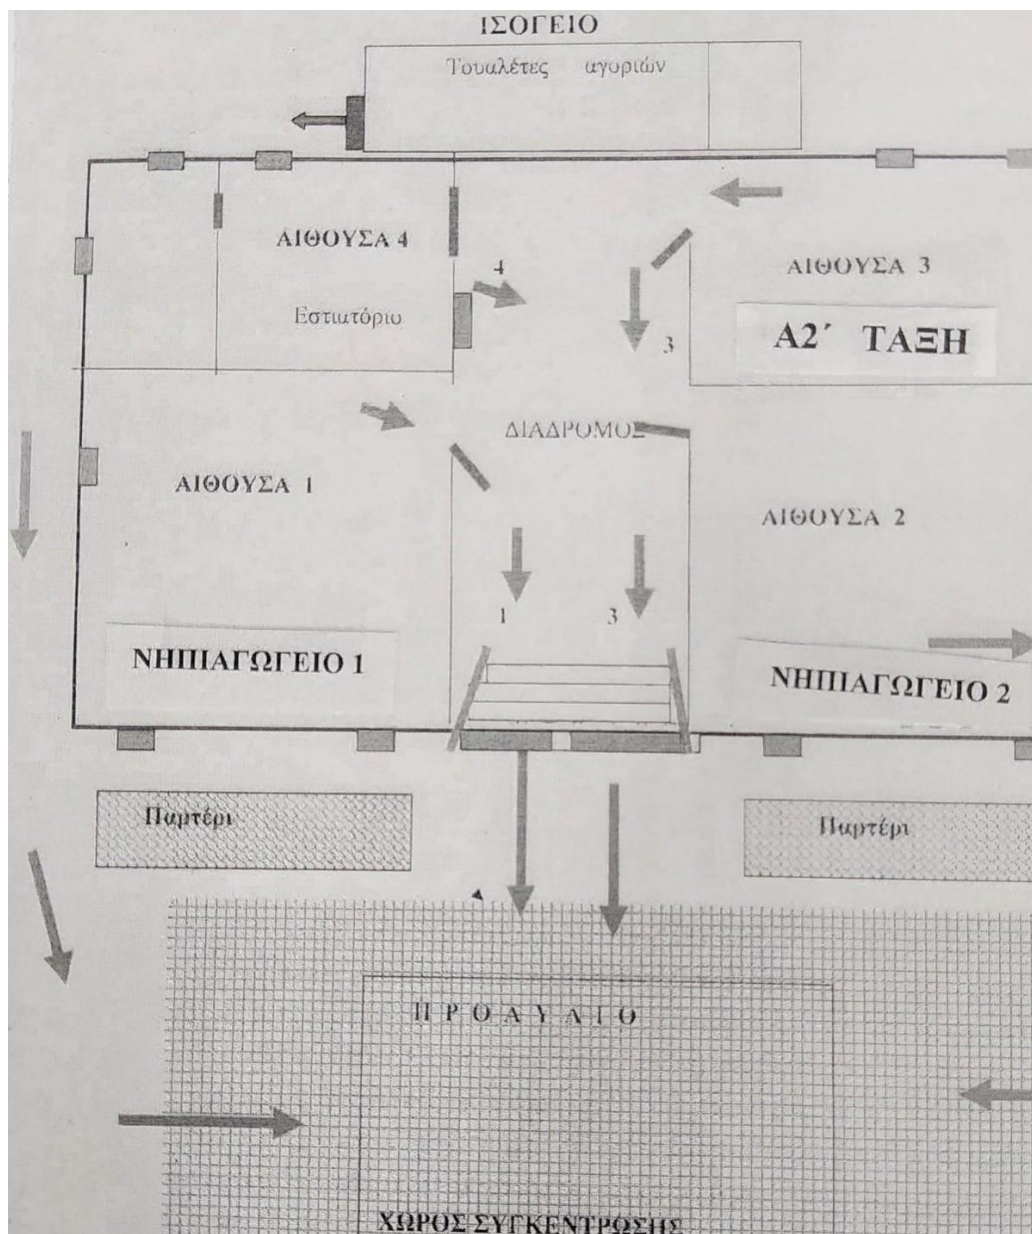 ΙΣΟΓΕΙΟ
Τουαλέτες αγοριών
ΑΙΘΟΥΣΑ 4
4
ΑΙΘΟΥΣΑ 3
Εστιατόριο
Α2΄ ΤΑΞΗ
3
ΔΙΑΔΡΟΜΟΣ
ΑΙΘΟΥΣΑ 1
ΑΙΘΟΥΣΑ 2
1
3
ΝΗΠΙΑΓΩΓΕΙΟ 1
ΝΗΠΙΑΓΩΓΕΙΟ 2
Παρτέρι
Παρτέρι
Π Ρ Ο Α Υ Λ Ι Ο
ΧΩΡΟΣ ΣΥΓΚΕΝΤΡΩΣΗΣ